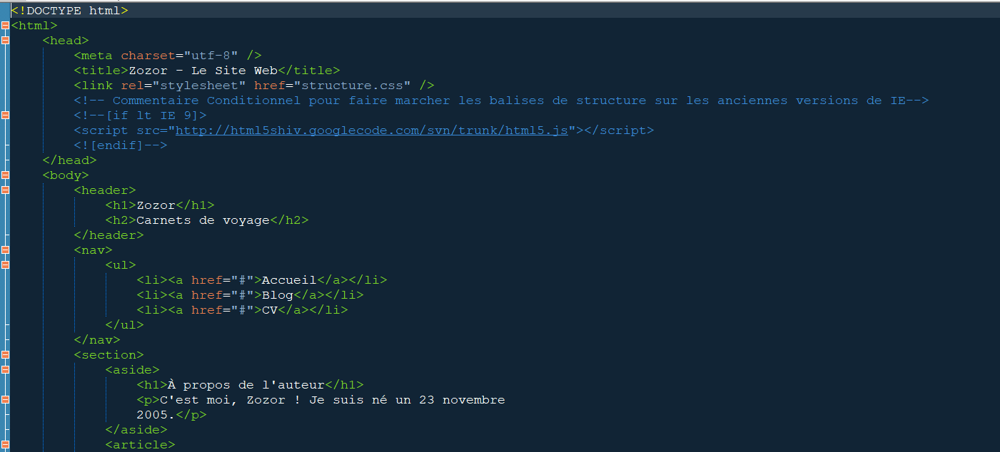 <!DOCTYPE html>
<html>
<head>
<meta charset="utf-8" />
<title>Zozor - Le Site Web</title>
<link rel="stylesheet" href="structure.css" />
<!-- Commentaire Conditionnel pour faire marcher les balises de structure sur les anciennes versions de IE-->
<!--[if lt IE 9]>
<script src="http://html5shiv.googlecode.com/svn/trunk/html5.js"></script>
<![endif]-->
</head>
<body>
<header>
<h1>Zozor</h1>
<h2>Carnets de voyage</h2>
</header>
<nav>
<ul>
<li><a href="#">Accueil</a></li>
<li><a href="#">Blog</a></li>
<li><a href="#">CV</a></li>
</ul>
</nav>
<section>
<aside>
<h1>À propos de l'auteur</h1>
<p>C'est moi, Zozor ! Je suis né un 23 novembre
2005.</p>
</aside>
<article>